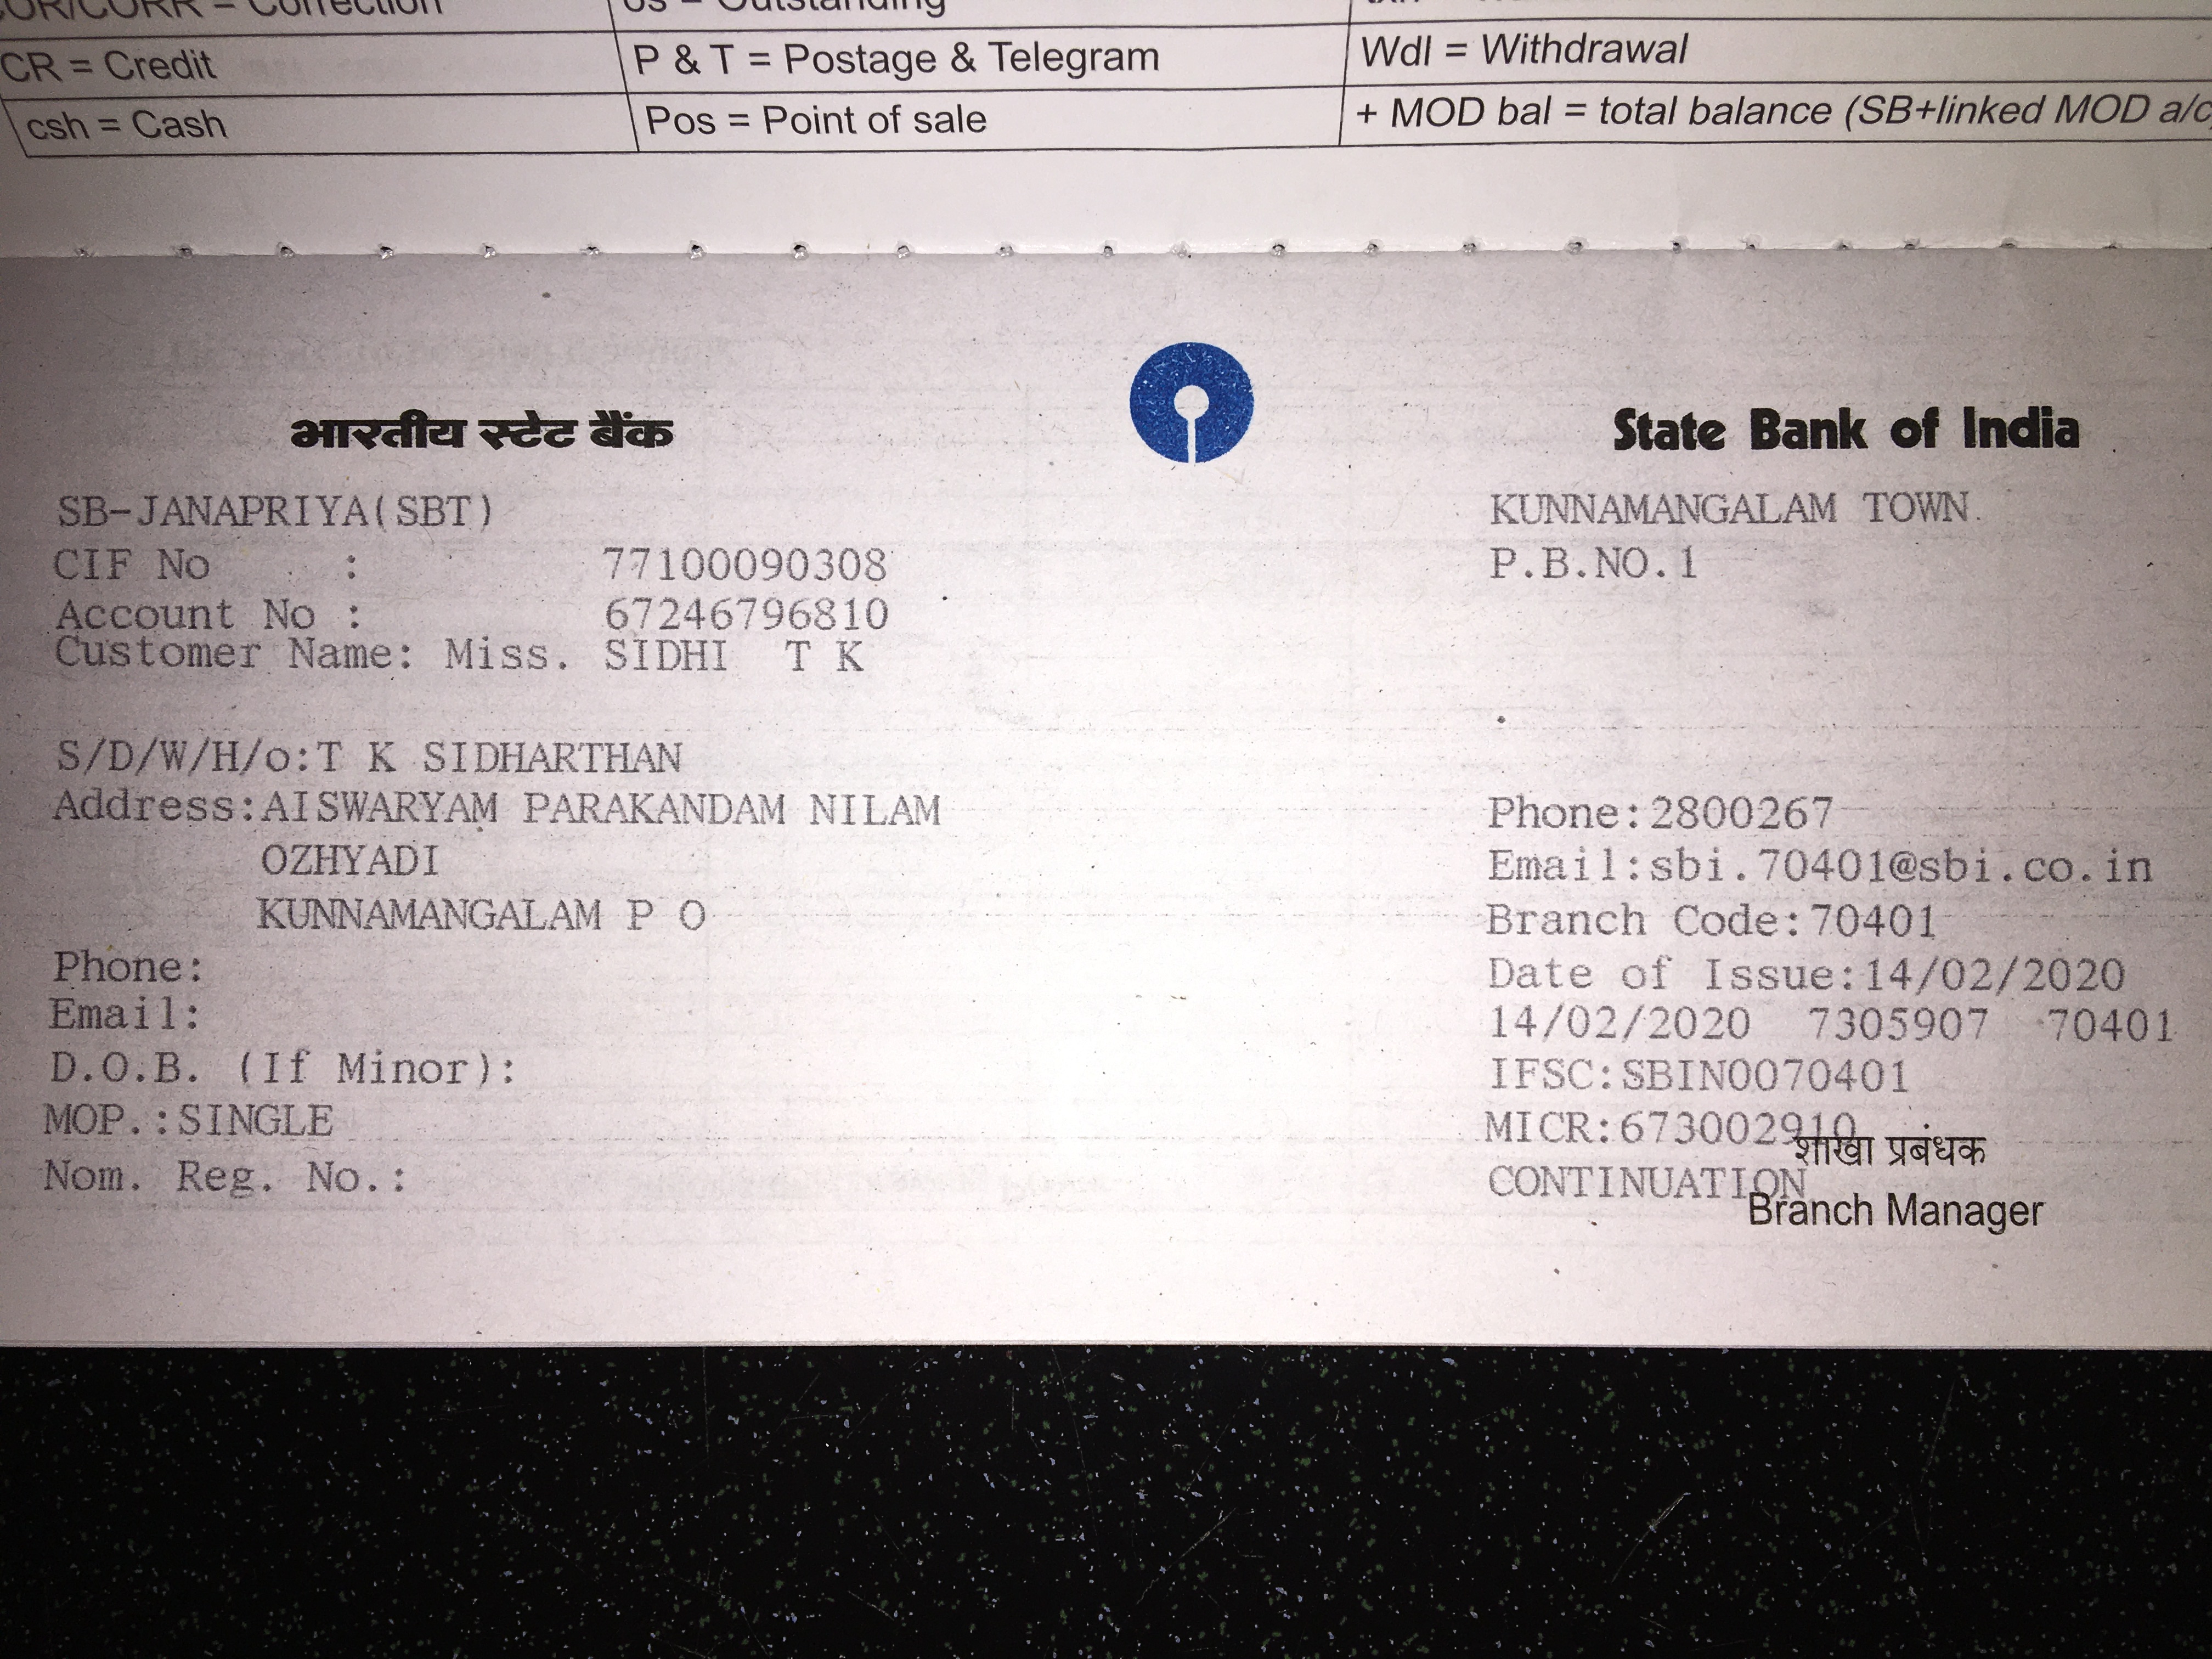 CR = Credit
P & T = Postage & Telegram
Wdl = Withdrawal
csh = Cash
Pos = Point of sale
+ MOD bal = total balance (SB+linked MOD a/c
भारतीय स्टेट बैंक
State Bank of India
SB-JANAPRIYA(SBT)
CIF No : 77100090308
Account No : 67246796810
Customer Name: Miss. SIDHI T K
S/D/W/H/o:T K SIDHARTHAN
Address:AISWARYAM PARAKANDAM NILAM
OZHYADI
KUNNAMANGALAM P O
Phone:
Email:
D.O.B. (If Minor):
MOP.:SINGLE
Nom. Reg. No.:
KUNNAMANGALAM TOWN
P.B.NO.1
Phone:2800267
Email:sbi.70401@sbi.co.in
Branch Code:70401
Date of Issue:14/02/2020
14/02/2020 7305907 70401
IFSC:SBIN0070401
MICR:673002910
CONTINUATION
शाखा प्रबंधक
Branch Manager